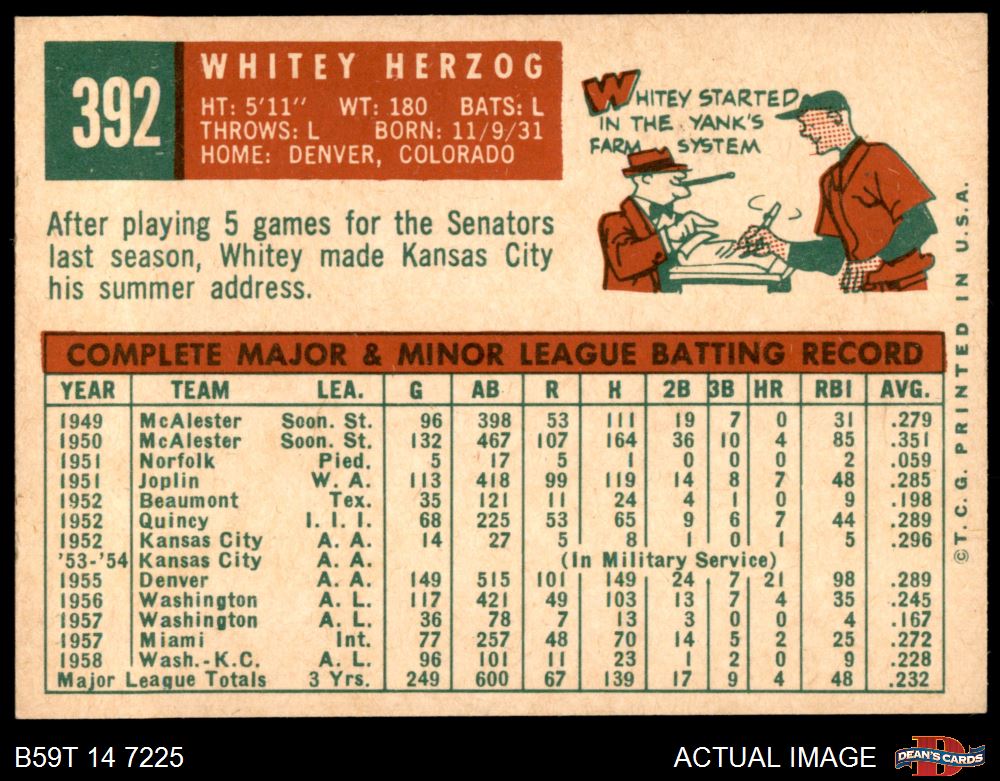 392
WHITEY HERZOG
HT: 5'11" WT: 180 BATS: L
THROWS: L BORN: 11/9/31
HOME: DENVER, COLORADO
WHITEY STARTED
IN THE YANK'S
FARM SYSTEM
After playing 5 games for the Senators
last season, Whitey made Kansas City
his summer address.
COMPLETE MAJOR & MINOR LEAGUE BATTING RECORD
YEAR TEAM LEA. G AB R H 2B 3B HR RBI AVG.
1949 McAlester Soon. St. 96 398 53 111 19 7 0 31 .279
1950 McAlester Soon. St. 132 467 107 164 36 10 4 85 .351
1951 Norfolk Pied. 5 17 5 1 0 0 0 2 .059
1951 Joplin W. A. 113 418 99 119 14 8 7 48 .285
1952 Beaumont Tex. 35 121 11 24 4 1 0 9 .198
1952 Quincy I. I. I. 68 225 53 65 9 6 7 44 .289
1952 Kansas City A. A. 14 27 5 8 1 0 1 5 .296
'53-'54 Kansas City A. A. (In Military Service)
1955 Denver A. A. 149 515 101 149 24 7 21 98 .289
1956 Washington A. L. 117 421 49 103 13 7 4 35 .245
1957 Washington A. L. 36 78 7 13 3 0 0 4 .167
1957 Miami Int. 77 257 48 70 14 5 2 25 .272
1958 Wash.-K.C. A. L. 96 101 11 23 1 2 0 9 .228
Major League Totals 3 Yrs. 249 600 67 139 17 9 4 48 .232
©T.C.G. PRINTED IN U.S.A.
B59T 14 7225
ACTUAL IMAGE
D
DEAN'S CARDS